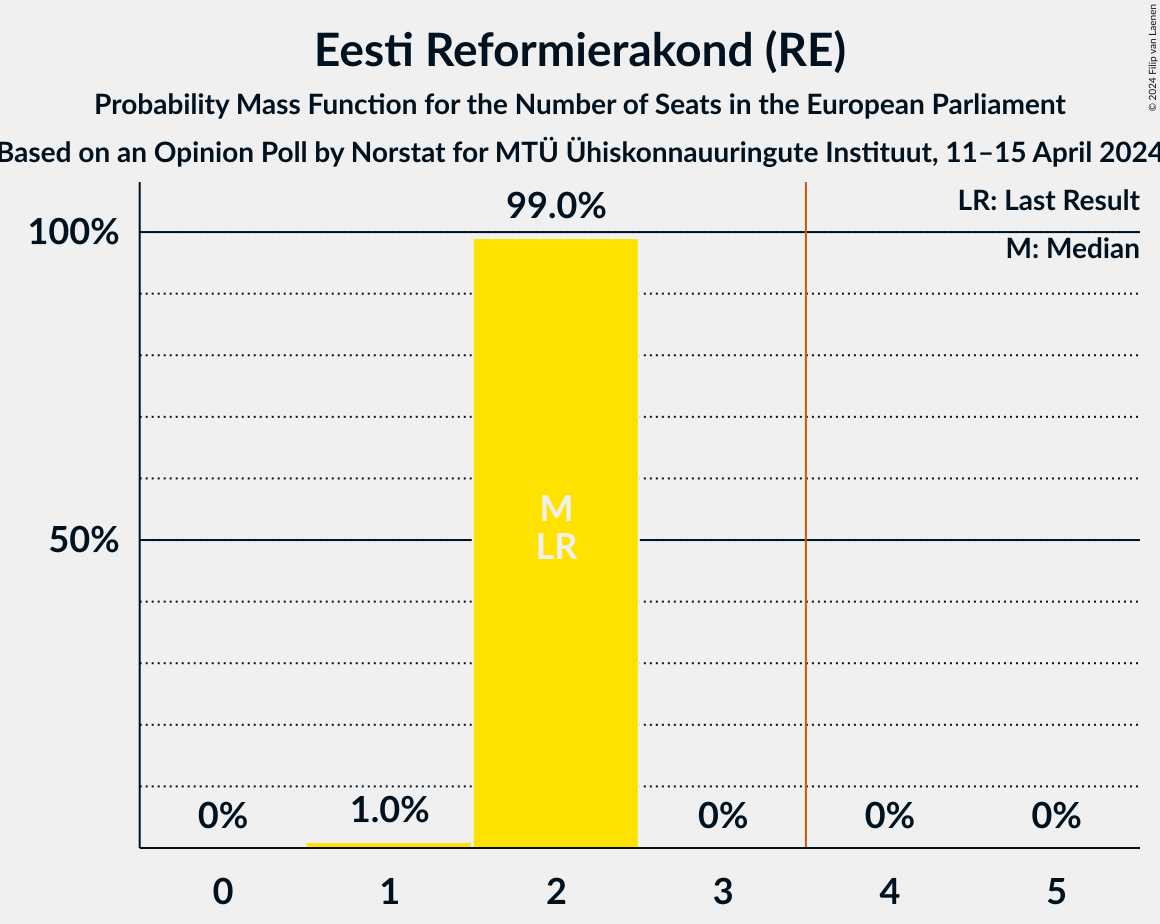 Eesti Reformierakond (RE)
Probability Mass Function for the Number of Seats in the European Parliament
Based on an Opinion Poll by Norstat for MTÜ Ühiskonnauuringute Instituut, 11–15 April 2024
© 2024 Filip van Laenen
LR: Last Result
M: Median
99.0%
100%
50%
M
LR
0%
1.0%
0%
0%
0%
0
1
2
3
4
5